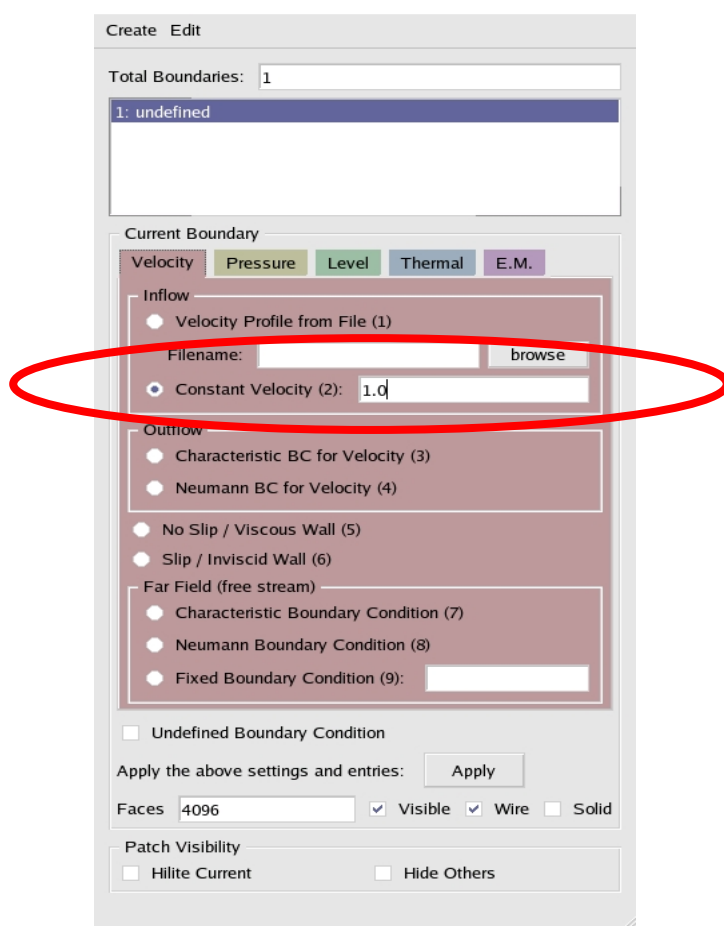 Create Edit
Total Boundaries: 1
1: undefined
Current Boundary
Velocity Pressure Level Thermal E.M.
Inflow
Velocity Profile from File (1)
Filename: browse
Constant Velocity (2): 1.0
Outflow
Characteristic BC for Velocity (3)
Neumann BC for Velocity (4)
No Slip / Viscous Wall (5)
Slip / Inviscid Wall (6)
Far Field (free stream)
Characteristic Boundary Condition (7)
Neumann Boundary Condition (8)
Fixed Boundary Condition (9):
Undefined Boundary Condition
Apply the above settings and entries: Apply
Faces 4096 Visible Wire Solid
Patch Visibility
Hilite Current Hide Others